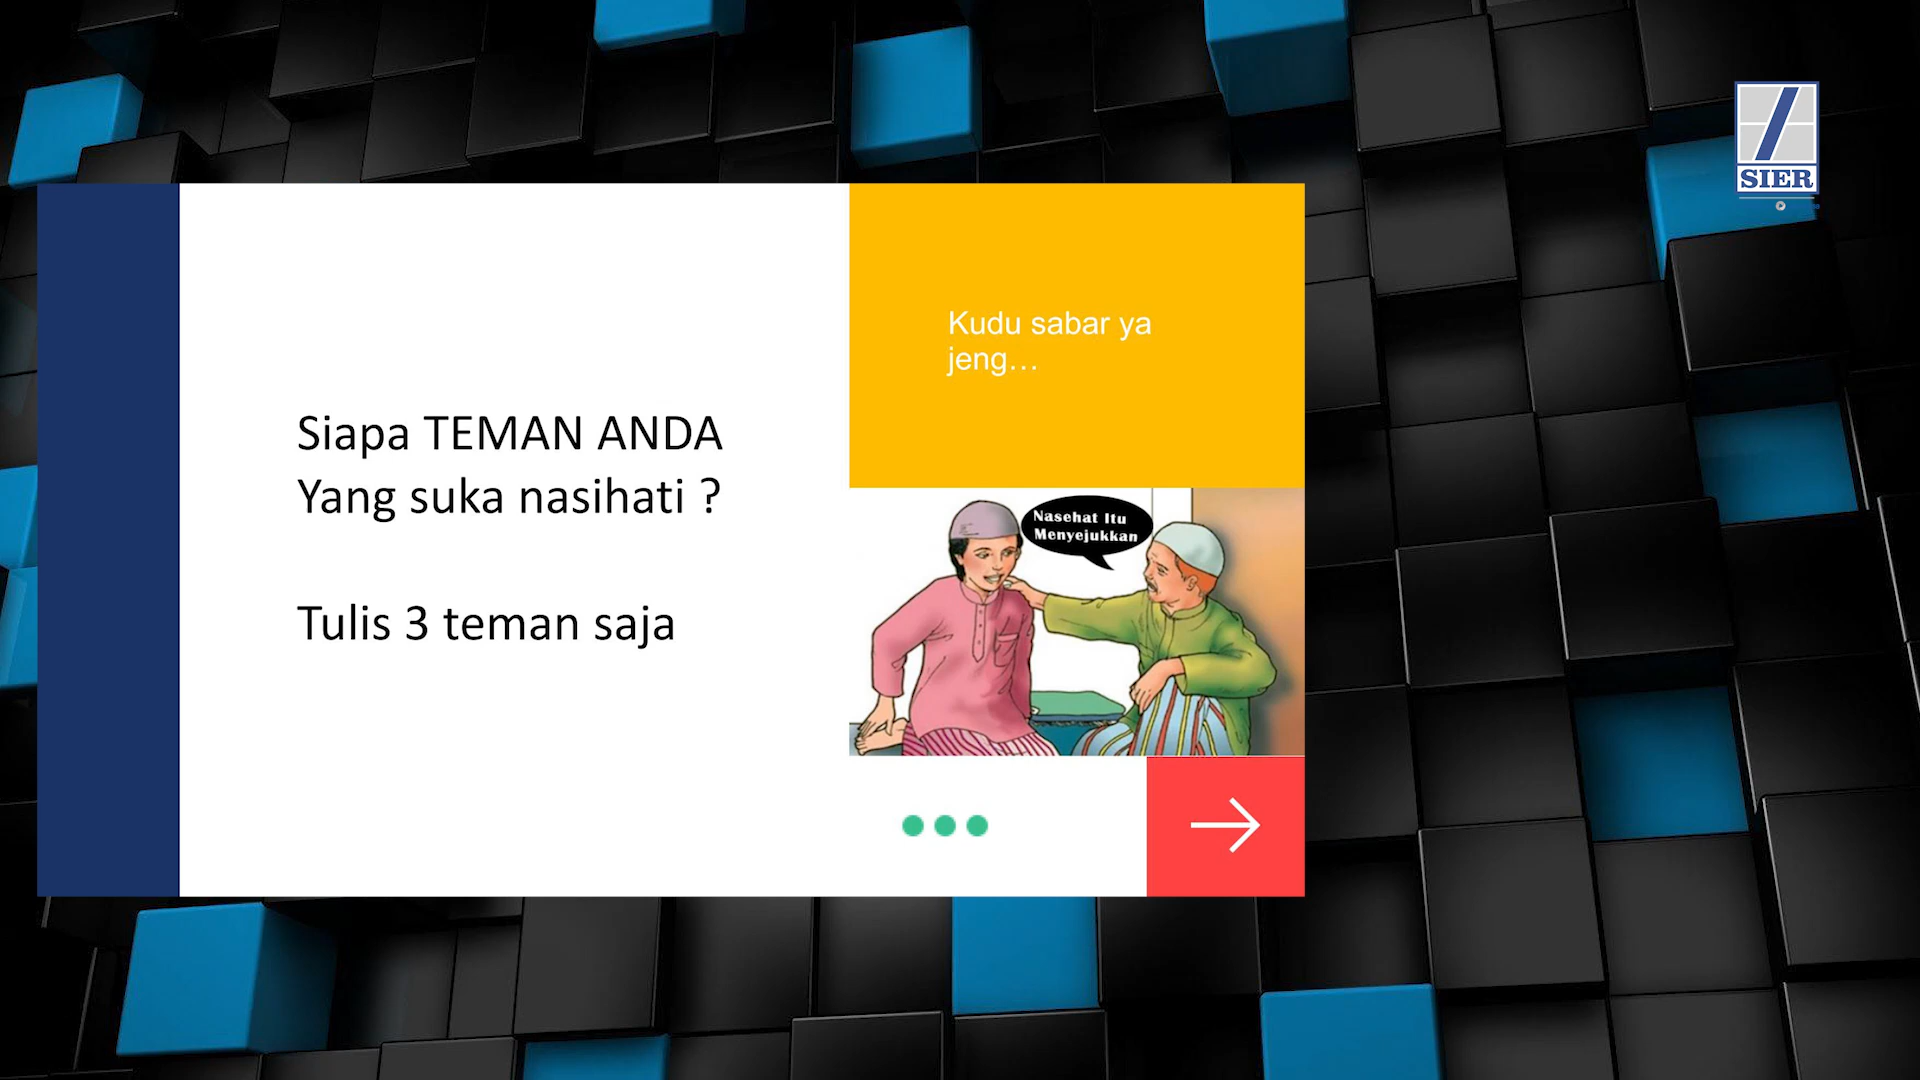 Siapa TEMAN ANDA
Yang suka nasihati ?
Tulis 3 teman saja
Kudu sabar ya
jeng…
Nasehat Itu
Menyejukkan
SIER